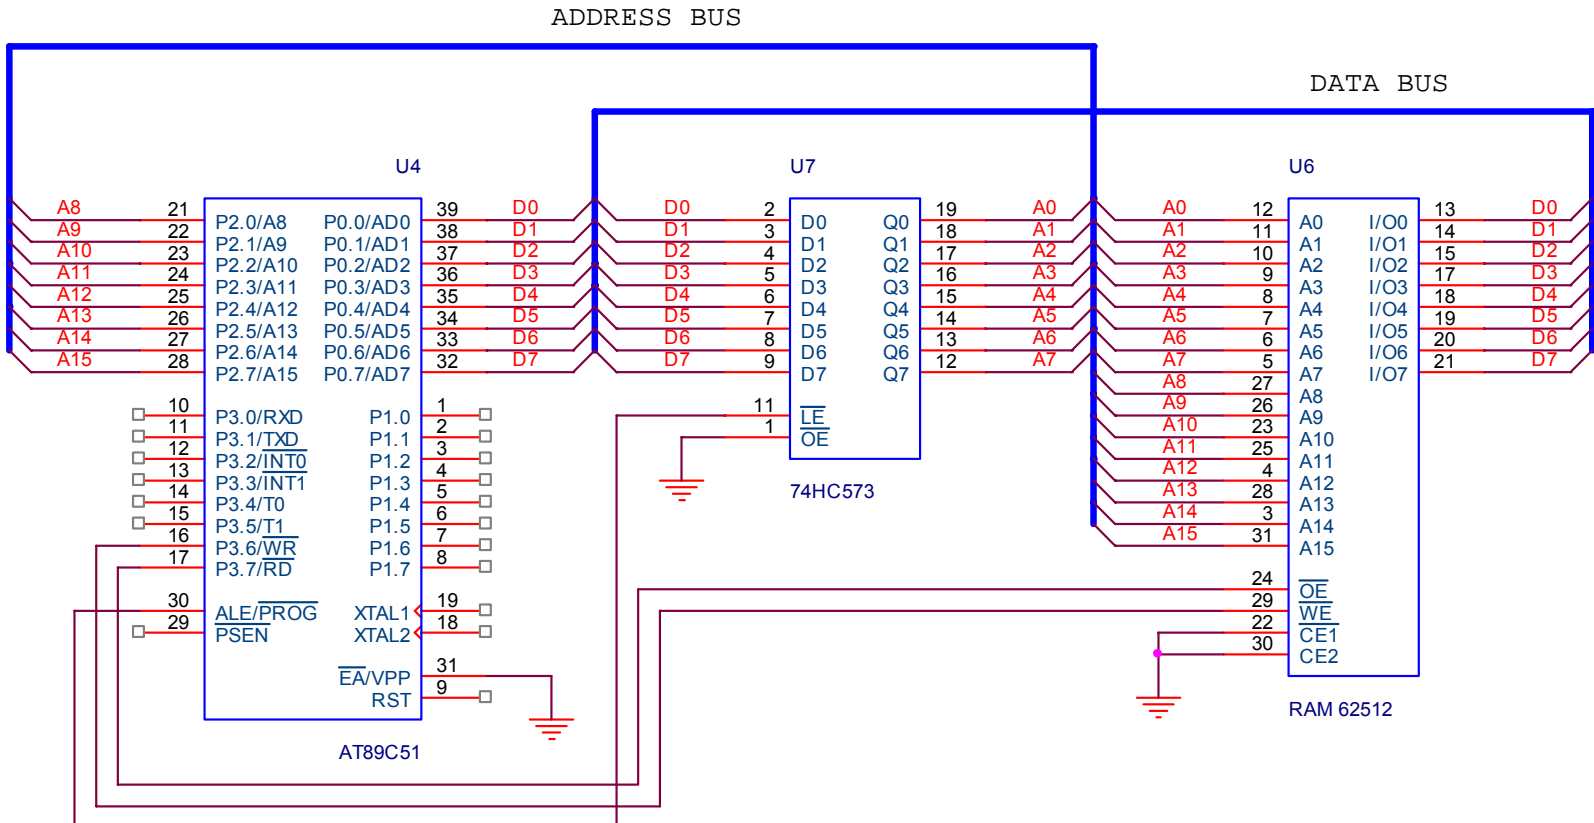 ADDRESS BUS
DATA BUS
U4
U7
U6
A8 21 P2.0/A8 P0.0/AD0 39 D0 D0 2 D0 Q0 19 A0 A0 12 A0 I/O0 13 D0
A9 22 P2.1/A9 P0.1/AD1 38 D1 D1 3 D1 Q1 18 A1 A1 11 A1 I/O1 14 D1
A10 23 P2.2/A10 P0.2/AD2 37 D2 D2 4 D2 Q2 17 A2 A2 10 A2 I/O2 15 D2
A11 24 P2.3/A11 P0.3/AD3 36 D3 D3 5 D3 Q3 16 A3 A3 9 A3 I/O3 17 D3
A12 25 P2.4/A12 P0.4/AD4 35 D4 D4 6 D4 Q4 15 A4 A4 8 A4 I/O4 18 D4
A13 26 P2.5/A13 P0.5/AD5 34 D5 D5 7 D5 Q5 14 A5 A5 7 A5 I/O5 19 D5
A14 27 P2.6/A14 P0.6/AD6 33 D6 D6 8 D6 Q6 13 A6 A6 6 A6 I/O6 20 D6
A15 28 P2.7/A15 P0.7/AD7 32 D7 D7 9 D7 Q7 12 A7 A7 5 A7 I/O7 21 D7
A8 27 A8
10 P3.0/RXD P1.0 1 11 LE A9 26 A9
11 P3.1/TXD P1.1 2 1 OE A10 23 A10
12 P3.2/INT0 P1.2 3 A11 25 A11
13 P3.3/INT1 P1.3 4 A12 4 A12
14 P3.4/T0 P1.4 5 74HC573 A13 28 A13
15 P3.5/T1 P1.5 6 A14 3 A14
16 P3.6/WR P1.6 7 A15 31 A15
17 P3.7/RD P1.7 8
24 OE
30 ALE/PROG XTAL1 19 29 WE
29 PSEN XTAL2 18 22 CE1
30 CE2
EA/VPP 31
RST 9
RAM 62512
AT89C51